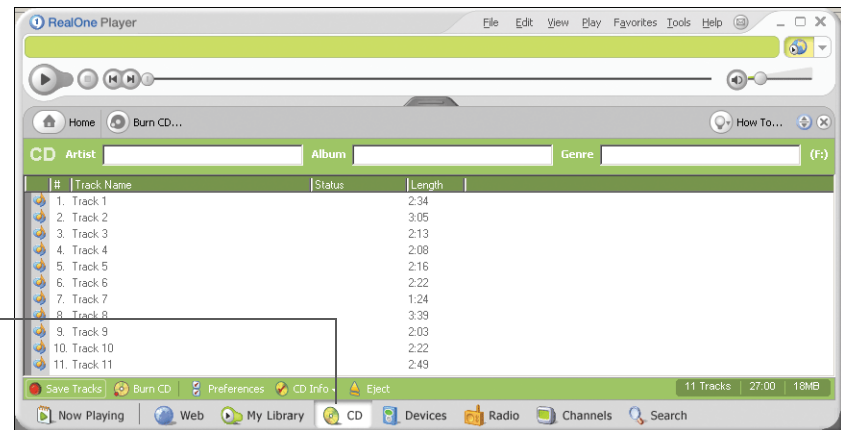 RealOne Player File Edit View Play Favorites Tools Help
Home Burn CD... How To...
CD Artist Album Genre (F:)
# Track Name Status Length
1. Track 1 2:34
2. Track 2 3:05
3. Track 3 2:13
4. Track 4 2:08
5. Track 5 2:16
6. Track 6 2:22
7. Track 7 1:24
8. Track 8 3:39
9. Track 9 2:03
10. Track 10 2:22
11. Track 11 2:49
Save Tracks Burn CD Preferences CD Info Eject 11 Tracks 27:00 18MB
Now Playing Web My Library CD Devices Radio Channels Search